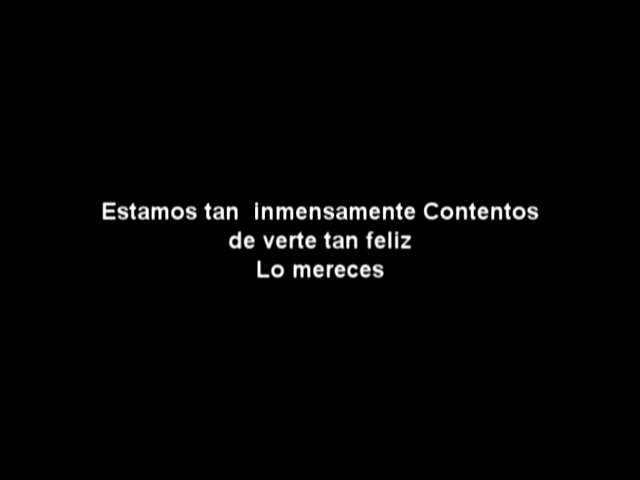 Estamos tan  inmensamente Contentos
de verte tan feliz
Lo mereces